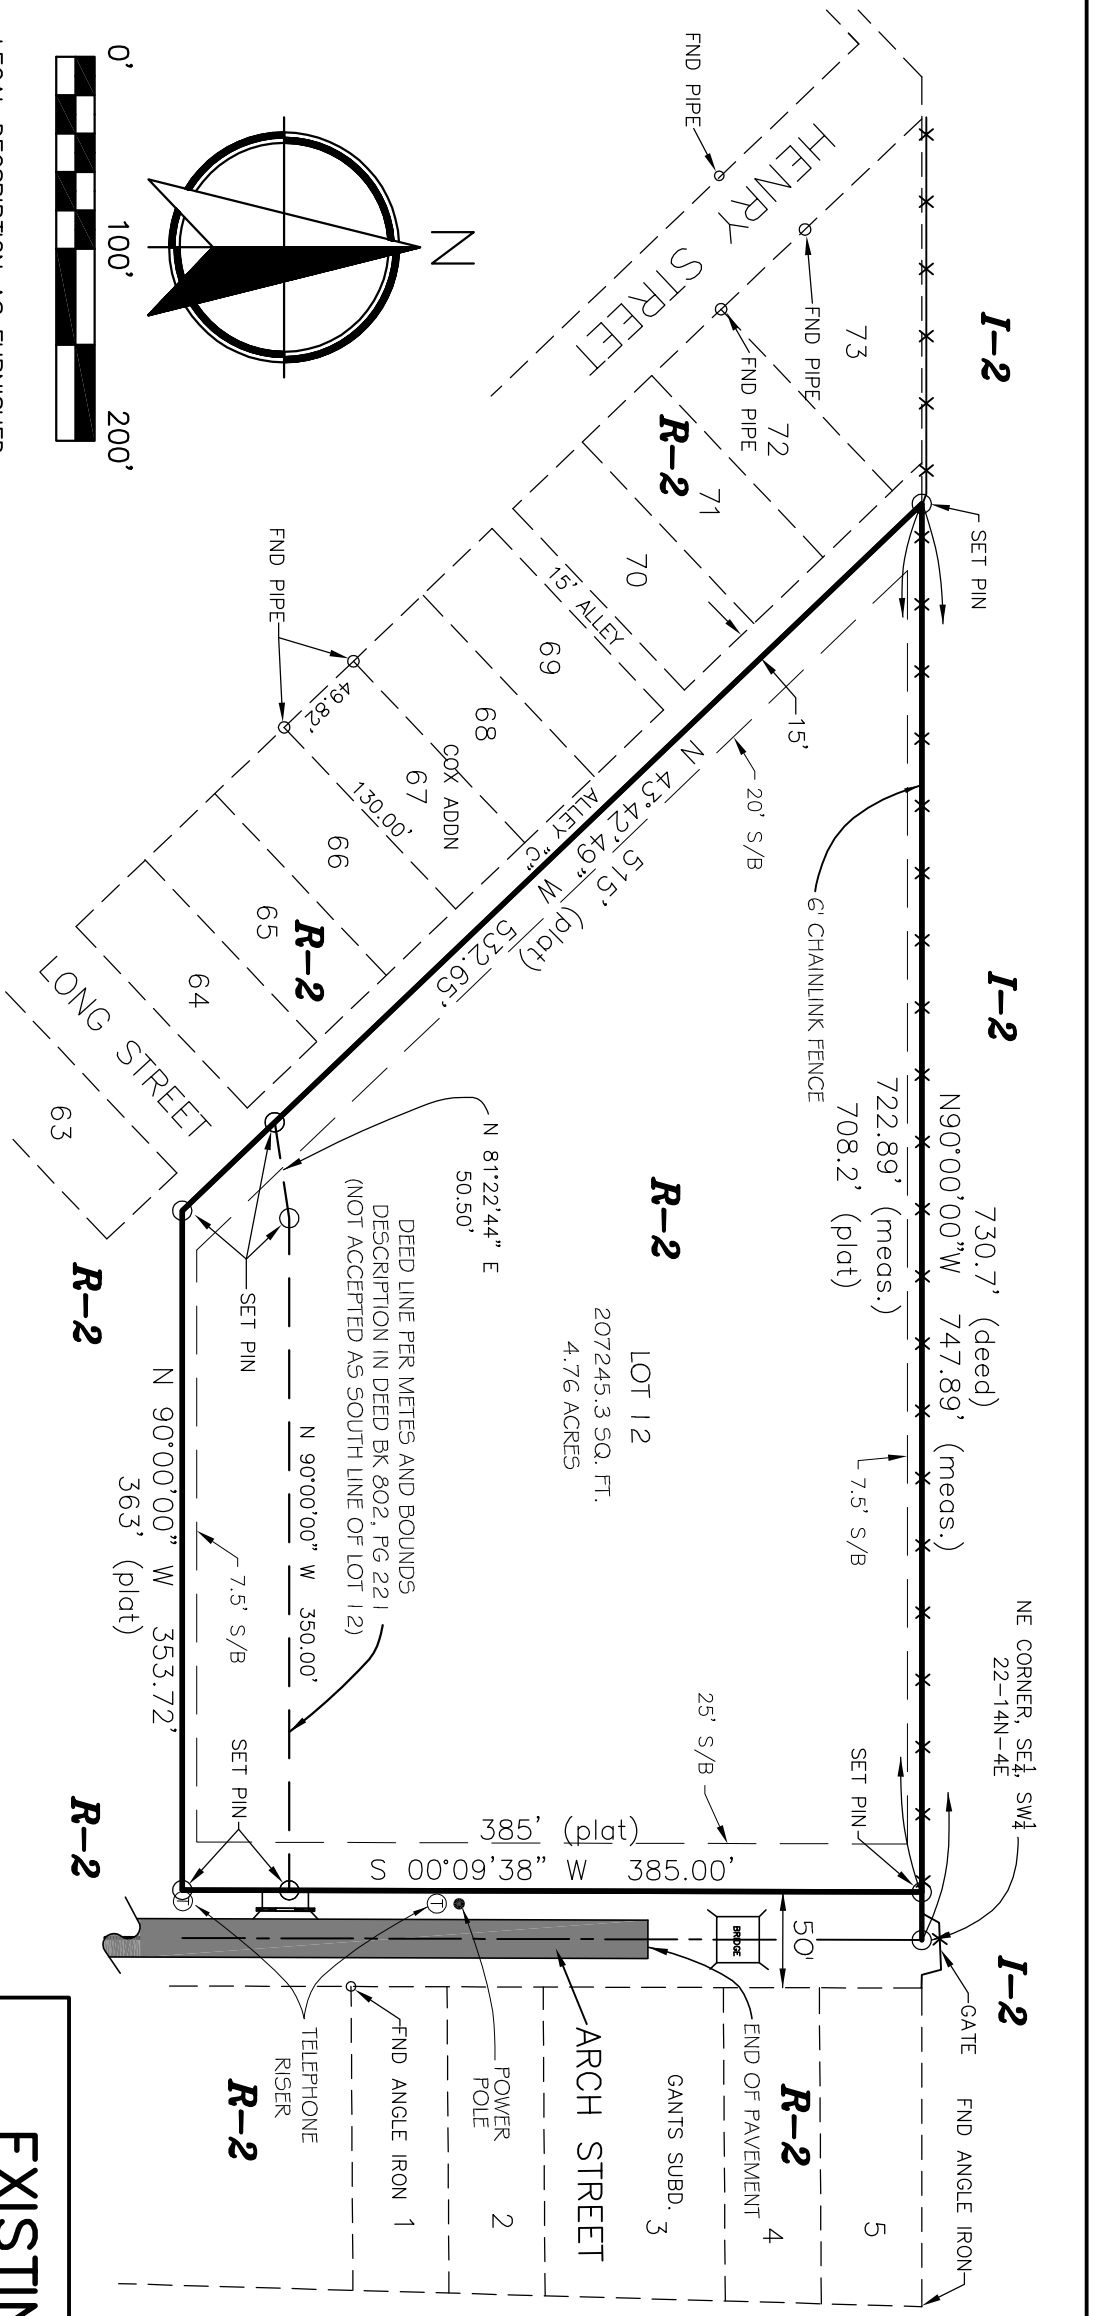 I-2
I-2
I-2
FND PIPE
HENRY STREET
73
FND PIPE
72
FND PIPE
R-2
71
70
15' ALLEY
69
68
COX ADDN
67
49.82'
130.00'
66
65
64
FND PIPE
R-2
LONG STREET
63
ALLEY "C"
N 43°42'49" W 532.65'
515' (plat)
15'
20' S/B
SET PIN
6' CHAINLINK FENCE
730.7' (deed)
N90°00'00"W 747.89' (meas.)
722.89' (meas.)
708.2' (plat)
7.5' S/B
NE CORNER, SE¼, SW¼
22-14N-4E
SET PIN
25' S/B
R-2
LOT 12
207245.3 SQ. FT.
4.76 ACRES
N 81°22'44" E
50.50'
DEED LINE PER METES AND BOUNDS
DESCRIPTION IN DEED BK 802, PG 221
(NOT ACCEPTED AS SOUTH LINE OF LOT 12)
N 90°00'00" W 350.00'
SET PIN
7.5' S/B
SET PIN
N 90°00'00" W 353.72'
363' (plat)
R-2
R-2
385' (plat)
S 00°09'38" W 385.00'
50'
BRIDGE
T
T
GATE
FND ANGLE IRON
5
R-2
4
END OF PAVEMENT
GANTS SUBD.
3
ARCH STREET
2
POWER
POLE
1
FND ANGLE IRON
TELEPHONE
RISER
R-2
N
0' 100' 200'
EXISTIN